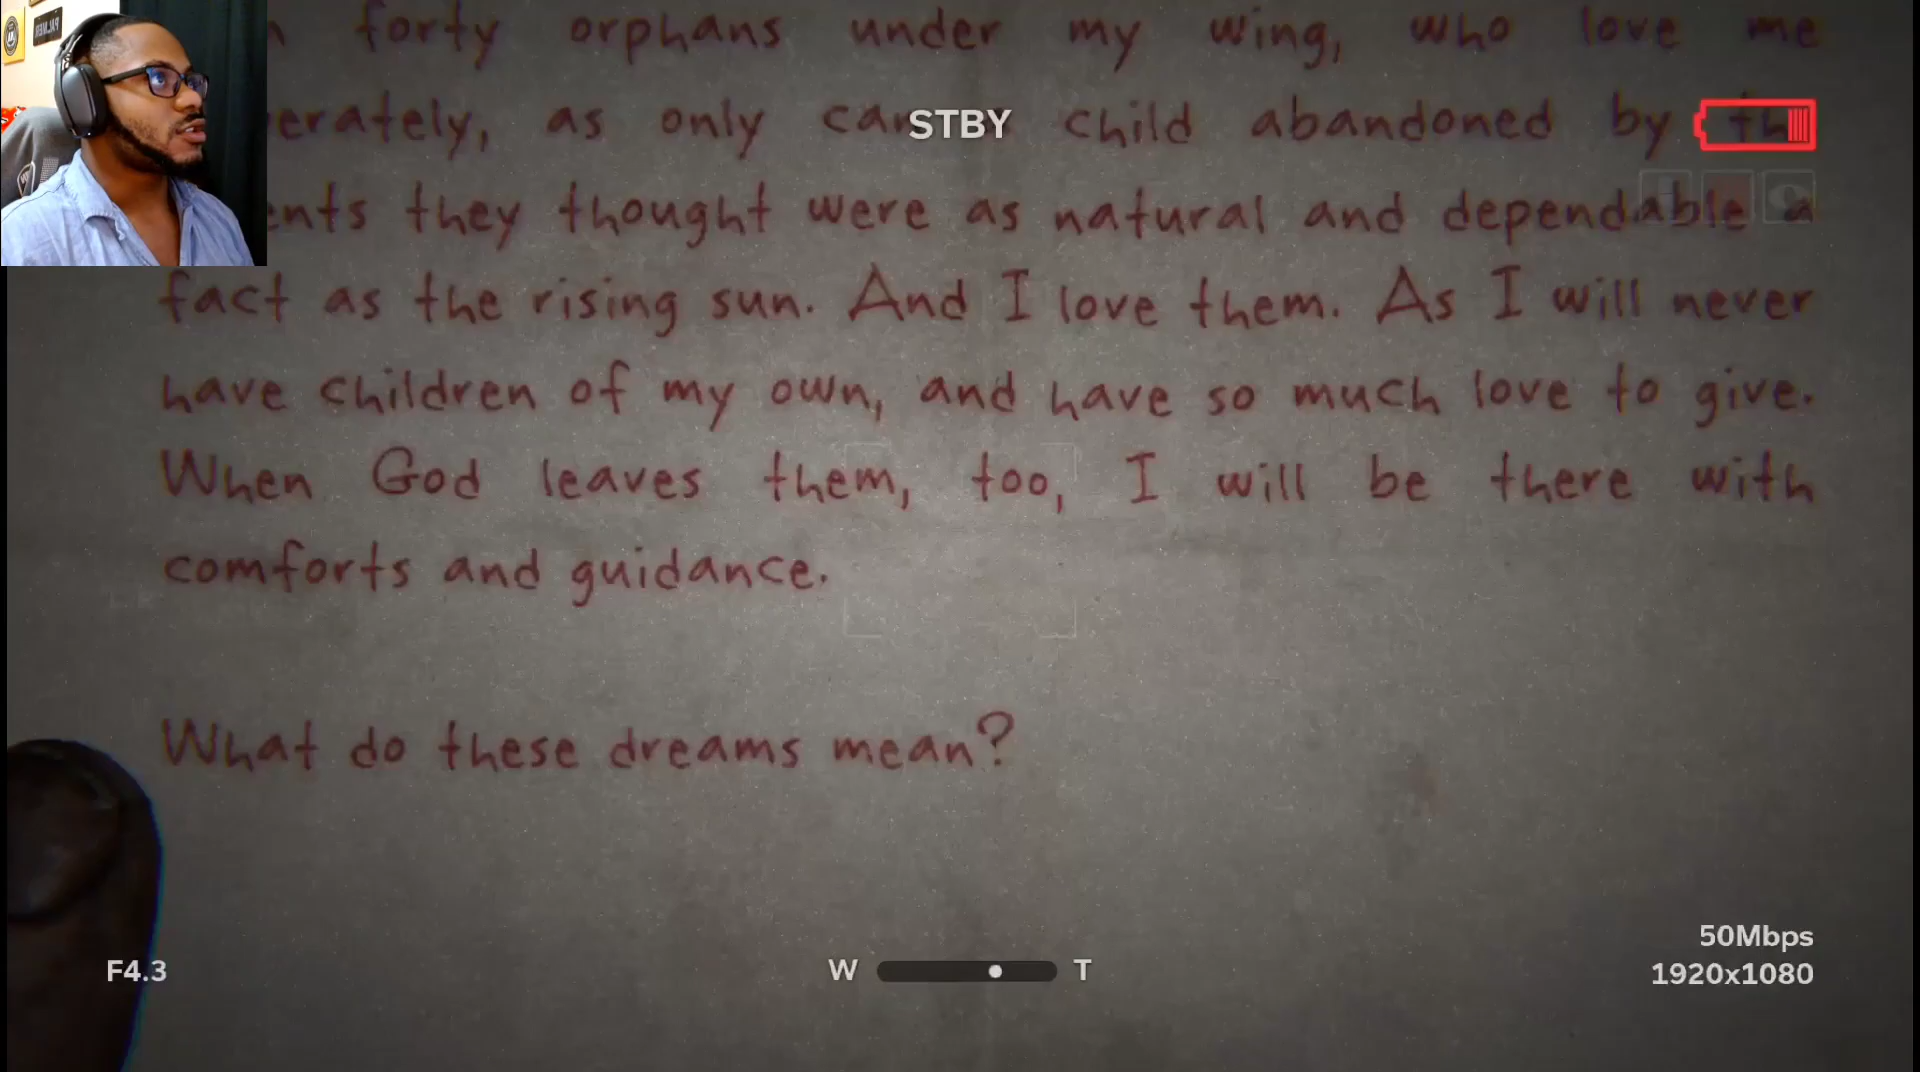 forty orphans under my wing, who love me
erately, as only can child abandoned by th
ents they thought were as natural and dependable a
fact as the rising sun. And I love them. As I will never
have children of my own, and have so much love to give.
When God leaves them, too, I will be there with
comforts and guidance.
What do these dreams mean?
STBY
F4.3
W T
50Mbps
1920x1080